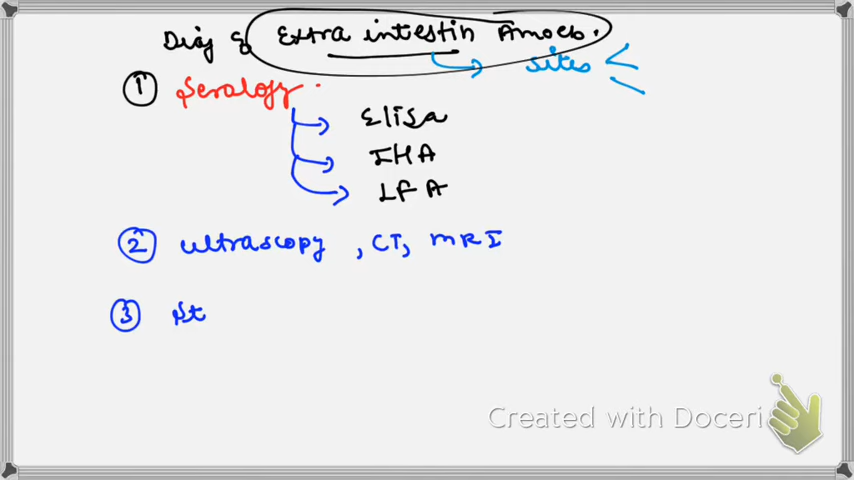 Diag of Extra intestin Amoeb.
sites
① Serology.
Elisa
IHA
LFA
② ultrascopy, CT, MRI
③ St
Created with Doceri